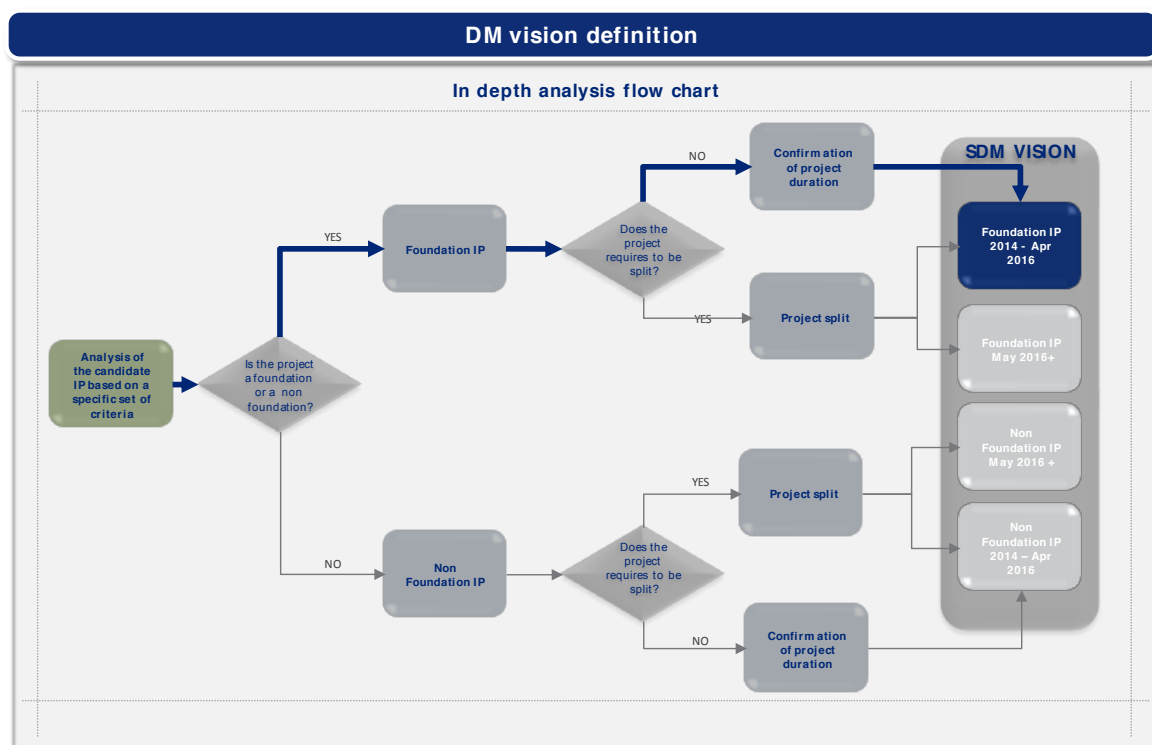 DM vision definition
In depth analysis flow chart
SDM VISION
NO
Confirmation
of project
duration
YES
Foundation IP
Does the
project
requires to be
split?
Foundation IP
2014 - Apr
2016
YES
Project split
Foundation IP
May 2016+
Analysis of
the candidate
IP based on a
specific set of
criteria
Is the project
a foundation
or a non
foundation?
Non
Foundation IP
May 2016 +
YES
Project split
Non
Foundation IP
2014 – Apr
2016
NO
Non
Foundation IP
Does the
project
requires to be
split?
NO
Confirmation
of project
duration